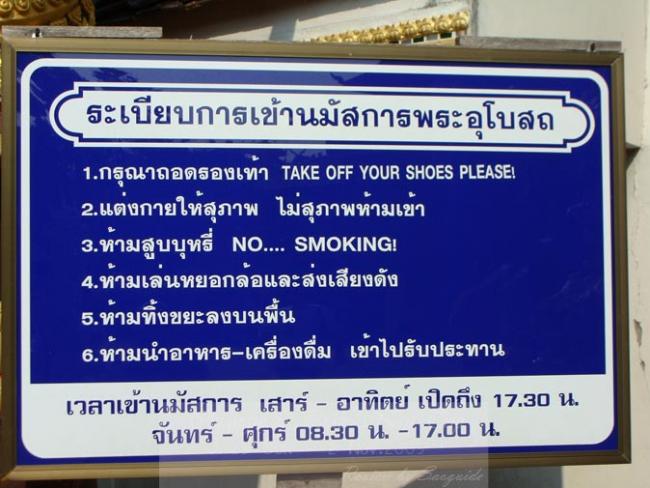 ระเบียบการเข้านมัสการพระอุโบสถ
1.กรุณาถอดรองเท้า TAKE OFF YOUR SHOES PLEASE!
2.แต่งกายให้สุภาพ ไม่สุภาพห้ามเข้า
3.ห้ามสูบบุหรี่ NO.... SMOKING!
4.ห้ามเล่นหยอกล้อและส่งเสียงดัง
5.ห้ามทิ้งขยะลงบนพื้น
6.ห้ามนำอาหาร-เครื่องดื่ม เข้าไปรับประทาน
เวลาเข้านมัสการ เสาร์ - อาทิตย์ เปิดถึง 17.30 น.
จันทร์ - ศุกร์ 08.30 น. -17.00 น.